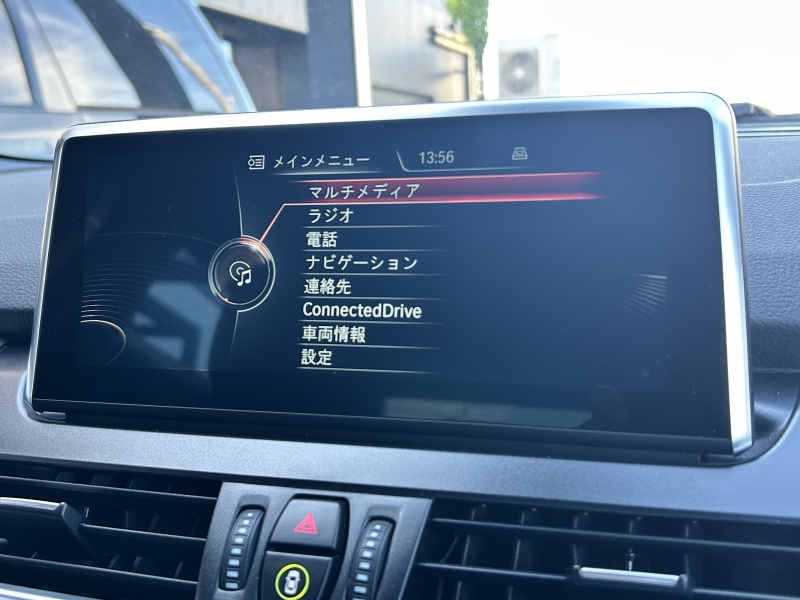 メインメニュー 13:56
マルチメディア
ラジオ
電話
ナビゲーション
連絡先
ConnectedDrive
車両情報
設定